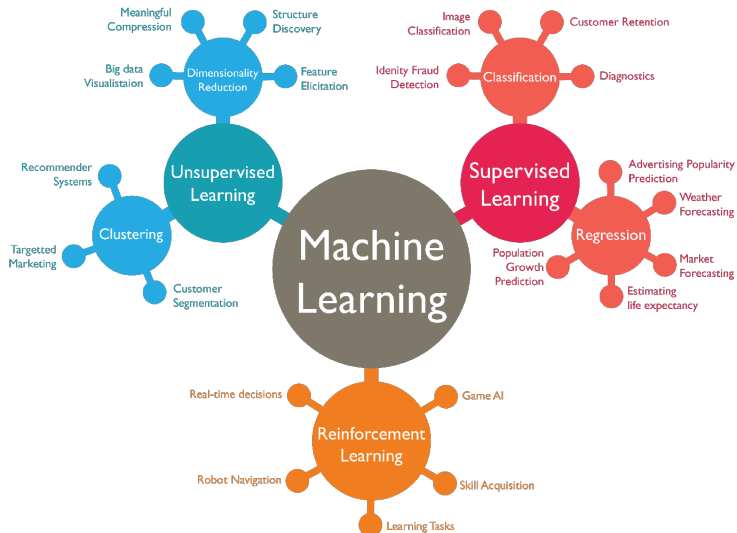 Meaningful
Compression
Structure
Discovery
Big data
Visualistaion
Dimensionality
Reduction
Feature
Elicitation
Unsupervised
Learning
Recommender
Systems
Clustering
Targetted
Marketing
Customer
Segmentation
Machine
Learning
Image
Classification
Customer Retention
Idenity Fraud
Detection
Classification
Diagnostics
Supervised
Learning
Advertising Popularity
Prediction
Weather
Forecasting
Regression
Population
Growth
Prediction
Market
Forecasting
Estimating
life expectancy
Real-time decisions
Game AI
Reinforcement
Learning
Robot Navigation
Skill Acquisition
Learning Tasks